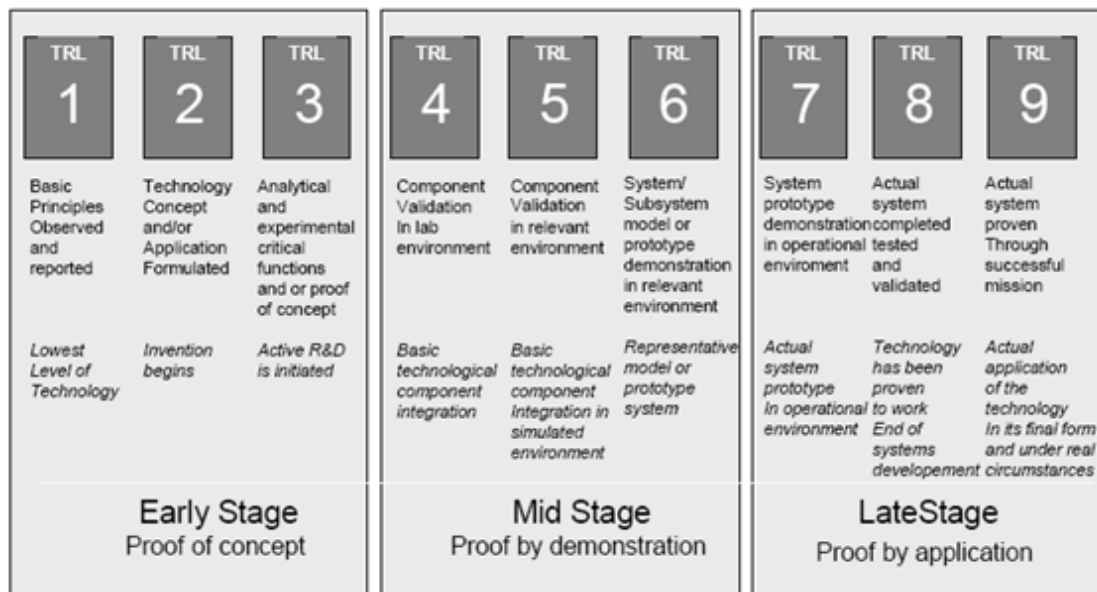 TRL
1
Basic
Principles
Observed
and
reported
Lowest
Level of
Technology
TRL
2
Technology
Concept
and/or
Application
Formulated
Invention
begins
TRL
3
Analytical
and
experimental
critical
functions
and or proof
of concept
Active R&D
is initiated
Early Stage
Proof of concept
TRL
4
Component
Validation
In lab
environment
Basic
technological
component
integration
TRL
5
Component
Validation
in relevant
environment
Basic
technological
component
Integration in
simulated
environment
TRL
6
System/
Subsystem
model or
prototype
demonstration
in relevant
environment
Representative
model or
prototype
system
Mid Stage
Proof by demonstration
TRL
7
System
prototype
demonstration
in operational
enviroment
Actual
system
prototype
In operational
environment
TRL
8
Actual
system
completed
tested
and
validated
Technology
has been
proven
to work
End of
systems
developement
TRL
9
Actual
system
proven
Through
successful
mission
Actual
application
of the
technology
In its final form
and under real
circumstances
LateStage
Proof by application